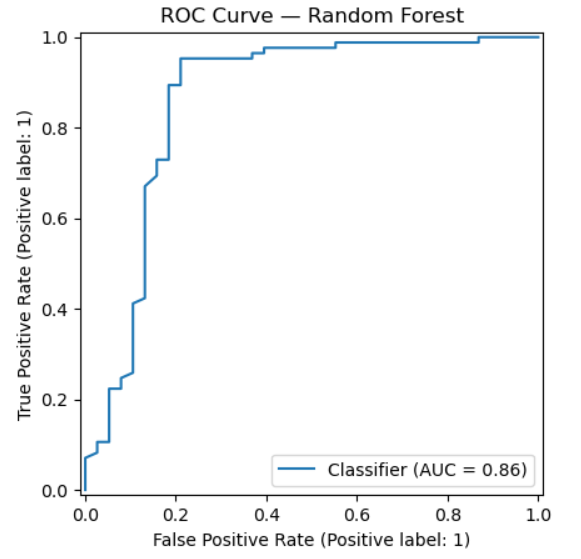 ROC Curve — Random Forest
True Positive Rate (Positive label: 1)
1.0
0.8
0.6
0.4
0.2
0.0
Classifier (AUC = 0.86)
0.0 0.2 0.4 0.6 0.8 1.0
False Positive Rate (Positive label: 1)